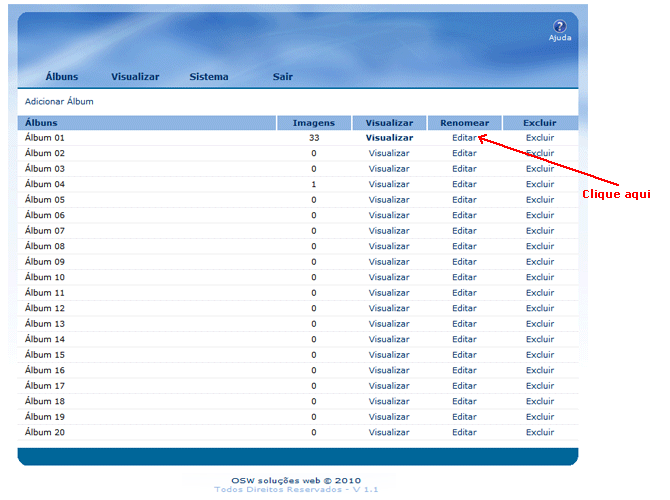 Ajuda
Álbuns Visualizar Sistema Sair
Adicionar Álbum
Álbuns Imagens Visualizar Renomear Excluir
Álbum 01 33 Visualizar Editar Excluir
Álbum 02 0 Visualizar Editar Excluir
Álbum 03 0 Visualizar Editar Excluir
Álbum 04 1 Visualizar Editar Excluir
Clique aqui
Álbum 05 0 Visualizar Editar Excluir
Álbum 06 0 Visualizar Editar Excluir
Álbum 07 0 Visualizar Editar Excluir
Álbum 08 0 Visualizar Editar Excluir
Álbum 09 0 Visualizar Editar Excluir
Álbum 10 0 Visualizar Editar Excluir
Álbum 11 0 Visualizar Editar Excluir
Álbum 12 0 Visualizar Editar Excluir
Álbum 13 0 Visualizar Editar Excluir
Álbum 14 0 Visualizar Editar Excluir
Álbum 15 0 Visualizar Editar Excluir
Álbum 16 0 Visualizar Editar Excluir
Álbum 17 0 Visualizar Editar Excluir
Álbum 18 0 Visualizar Editar Excluir
Álbum 19 0 Visualizar Editar Excluir
Álbum 20 0 Visualizar Editar Excluir
OSW soluções web © 2010
Todos Direitos Reservados - V 1.1